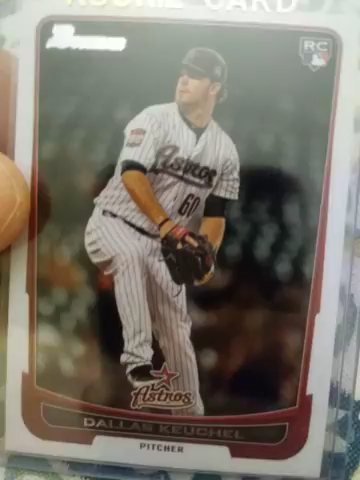 ROOKIE CARD
Bowman
RC
Astros
60
Astros
DALLAS KEUCHEL
PITCHER